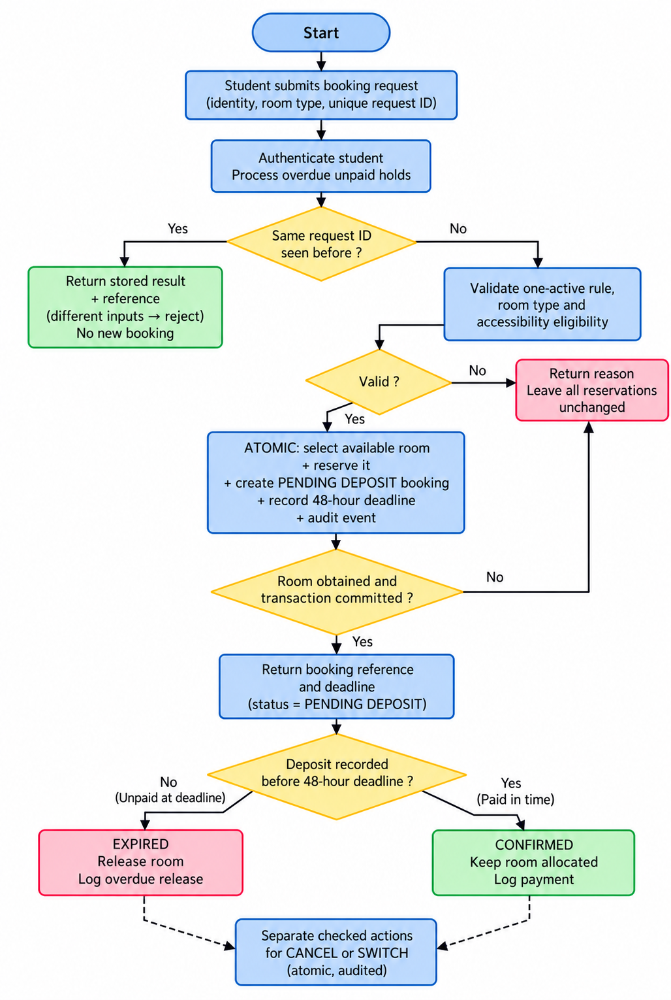 Start
Student submits booking request
(identity, room type, unique request ID)
Authenticate student
Process overdue unpaid holds
Same request ID
seen before ?
Yes
No
Return stored result
+ reference
(different inputs → reject)
No new booking
Validate one-active rule,
room type and
accessibility eligibility
Valid ?
No
Return reason
Leave all reservations
unchanged
Yes
ATOMIC: select available room
+ reserve it
+ create PENDING DEPOSIT booking
+ record 48-hour deadline
+ audit event
Room obtained and
transaction committed ?
No
Yes
Return booking reference
and deadline
(status = PENDING DEPOSIT)
Deposit recorded
before 48-hour deadline ?
No
(Unpaid at deadline)
Yes
(Paid in time)
EXPIRED
Release room
Log overdue release
CONFIRMED
Keep room allocated
Log payment
Separate checked actions
for CANCEL or SWITCH
(atomic, audited)